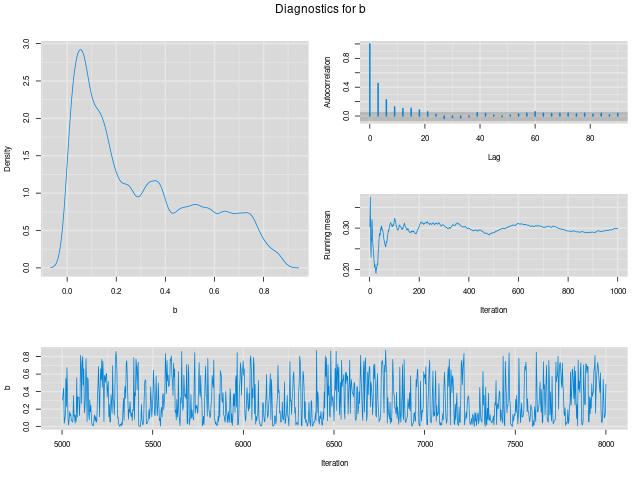 Diagnostics for b
Density
3.0
2.5
2.0
1.5
1.0
0.5
0.0
0.0 0.2 0.4 0.6 0.8
b
Autocorrelation
0.8
0.4
0.0
0 20 40 60 80
Lag
Running mean
0.30
0.20
0 200 400 600 800 1000
Iteration
b
0.8
0.6
0.4
0.2
0.0
5000 5500 6000 6500 7000 7500 8000
Iteration